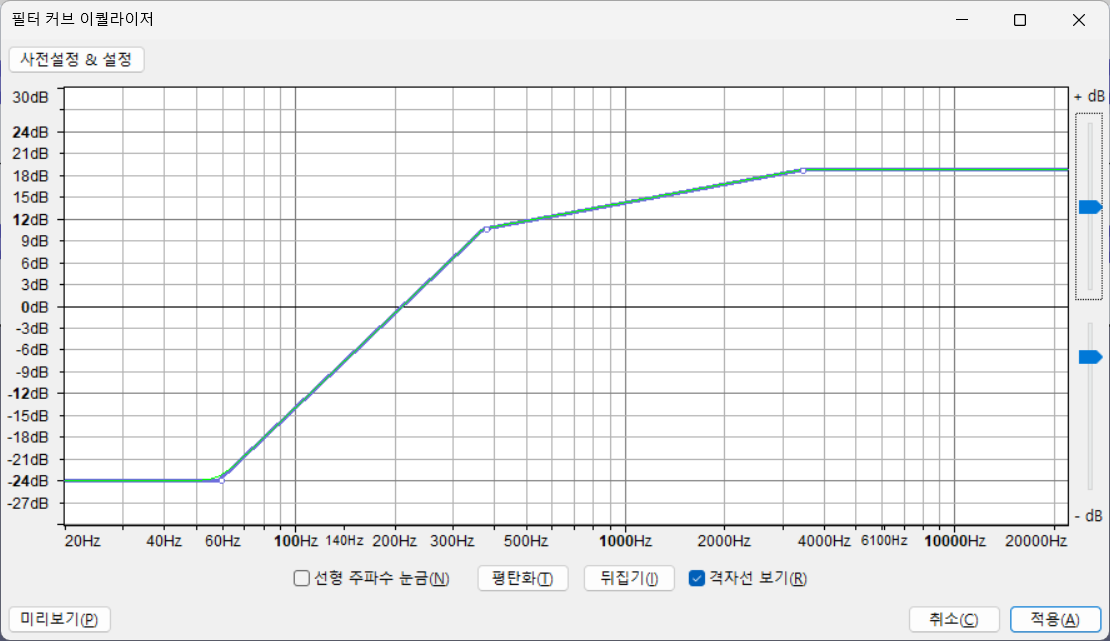 필터 커브 이퀄라이저
사전설정 & 설정
30dB
24dB
21dB
18dB
15dB
12dB
9dB
6dB
3dB
0dB
-3dB
-6dB
-9dB
-12dB
-15dB
-18dB
-21dB
-24dB
-27dB
+ dB
- dB
20Hz 40Hz 60Hz 100Hz 140Hz 200Hz 300Hz 500Hz 1000Hz 2000Hz 4000Hz 6100Hz 10000Hz 20000Hz
선형 주파수 눈금(N) 평탄화(T) 뒤집기(I) 격자선 보기(R)
미리보기(P) 취소(C) 적용(A)